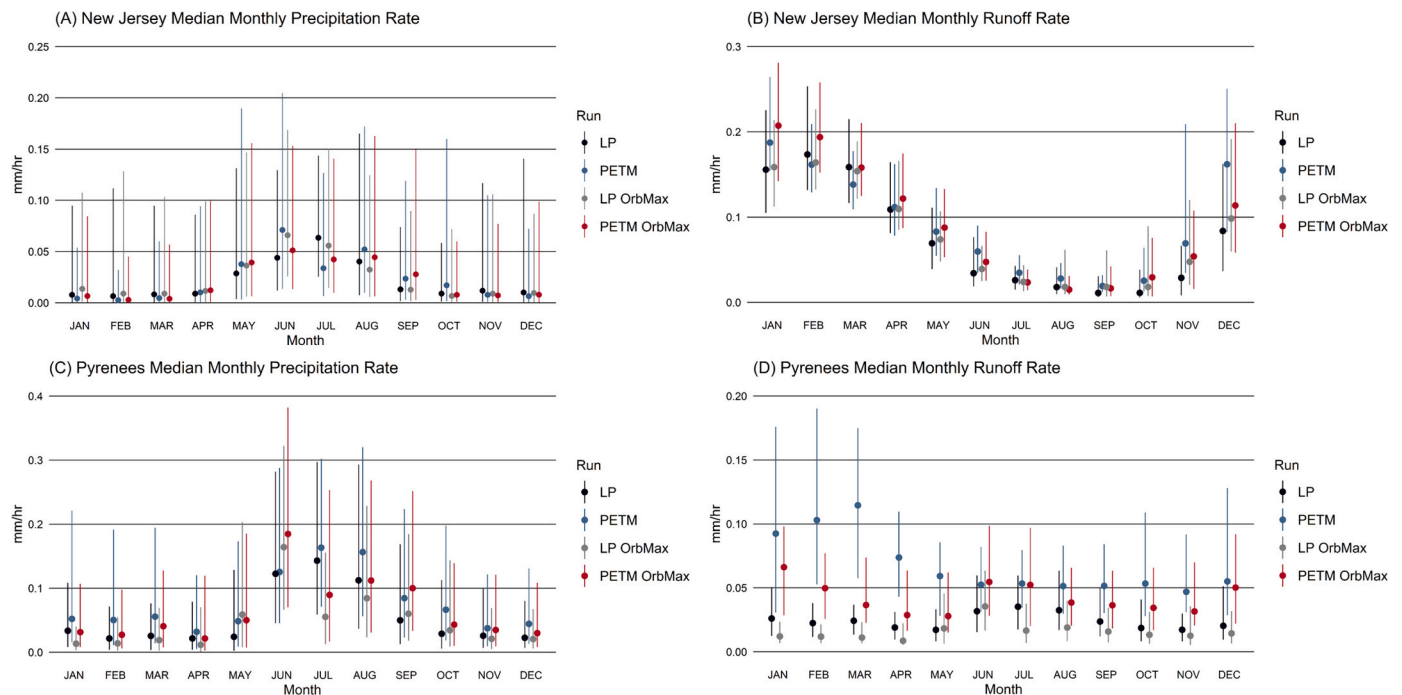 (A) New Jersey Median Monthly Precipitation Rate
0.25
0.20
0.15
0.10
0.05
0.00
mm/hr
JAN FEB MAR APR MAY JUN JUL AUG SEP OCT NOV DEC
Month
Run
LP
PETM
LP OrbMax
PETM OrbMax
(B) New Jersey Median Monthly Runoff Rate
0.3
0.2
0.1
0.0
mm/hr
JAN FEB MAR APR MAY JUN JUL AUG SEP OCT NOV DEC
Month
Run
LP
PETM
LP OrbMax
PETM OrbMax
(C) Pyrenees Median Monthly Precipitation Rate
0.4
0.3
0.2
0.1
0.0
mm/hr
JAN FEB MAR APR MAY JUN JUL AUG SEP OCT NOV DEC
Month
Run
LP
PETM
LP OrbMax
PETM OrbMax
(D) Pyrenees Median Monthly Runoff Rate
0.20
0.15
0.10
0.05
0.00
mm/hr
JAN FEB MAR APR MAY JUN JUL AUG SEP OCT NOV DEC
Month
Run
LP
PETM
LP OrbMax
PETM OrbMax